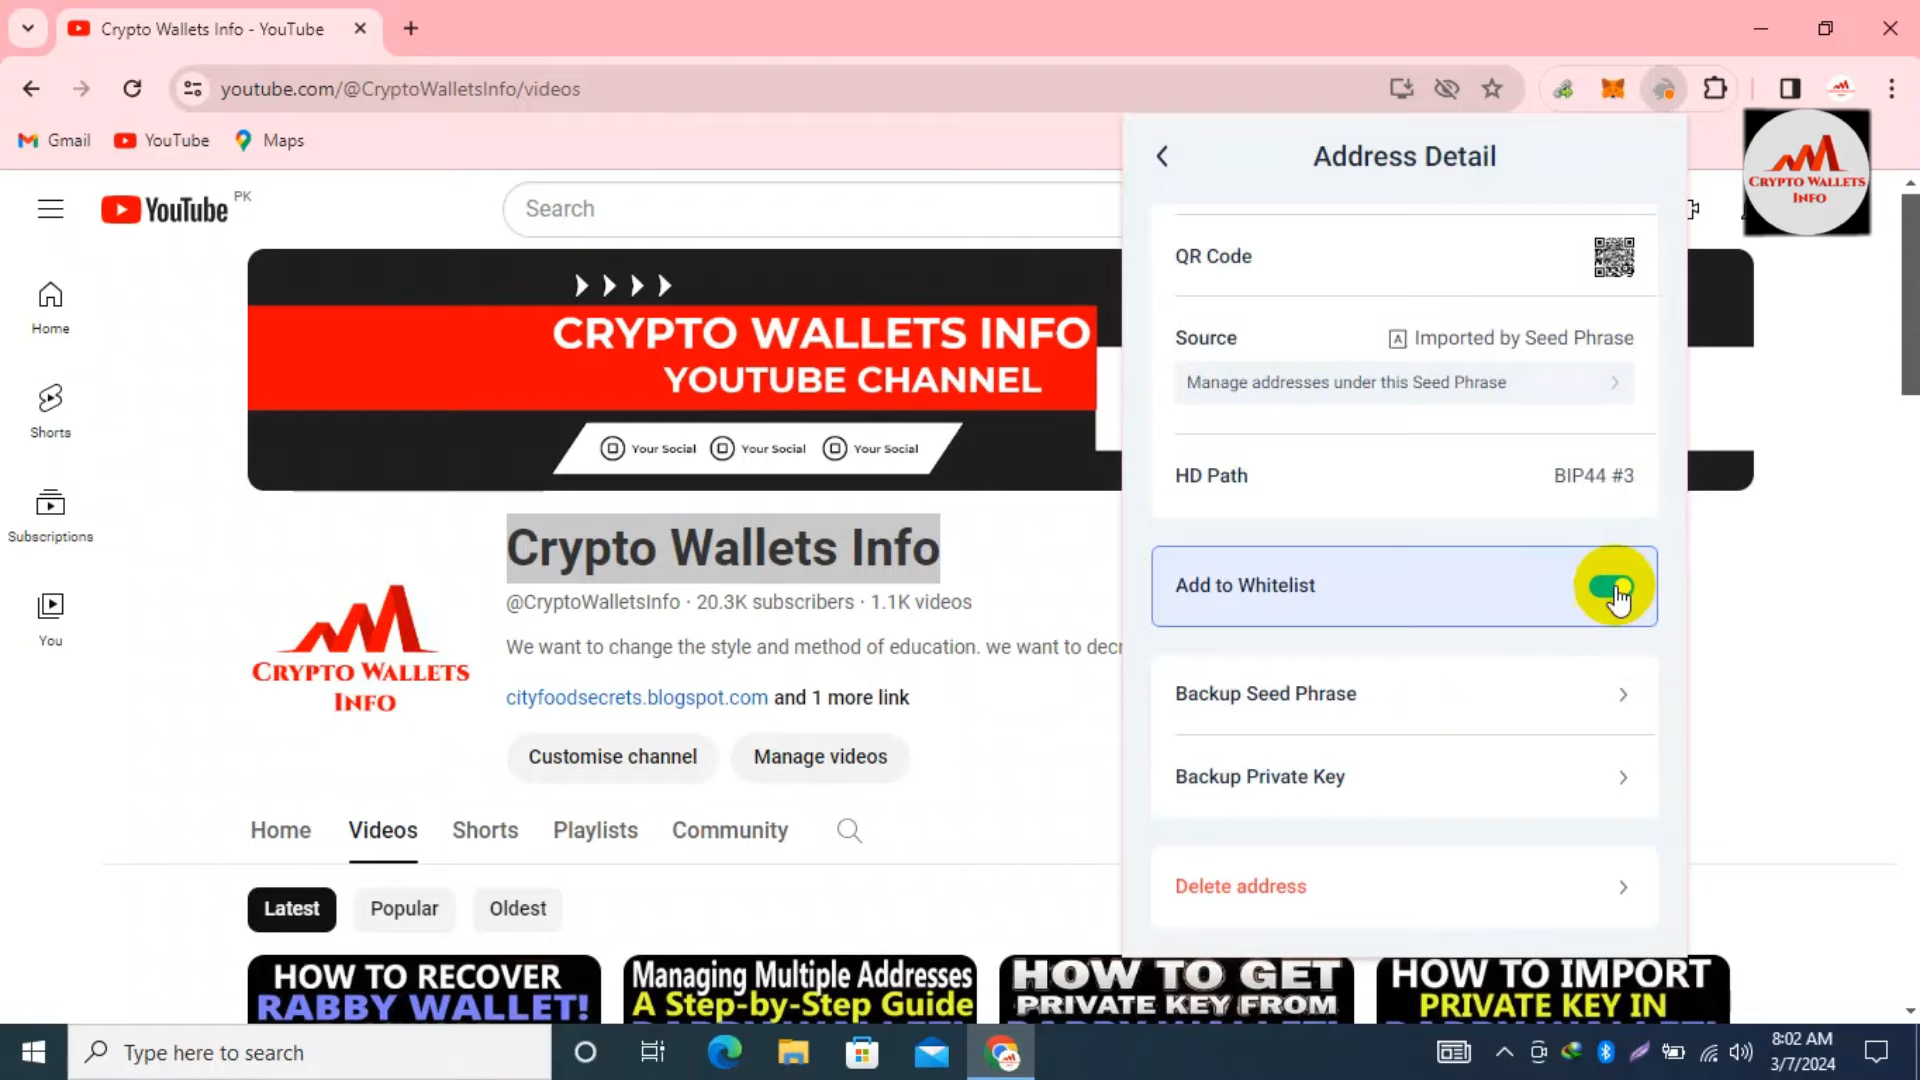 Crypto Wallets Info - YouTube
youtube.com/@CryptoWalletsInfo/videos
Gmail
YouTube
Maps
YouTube PK
Search
Home
Shorts
Subscriptions
You
CRYPTO WALLETS INFO
YOUTUBE CHANNEL
Your Social
Your Social
Your Social
CRYPTO WALLETS
INFO
Crypto Wallets Info
@CryptoWalletsInfo · 20.3K subscribers · 1.1K videos
We want to change the style and method of education. we want to decr
cityfoodsecrets.blogspot.com and 1 more link
Customise channel
Manage videos
Home
Videos
Shorts
Playlists
Community
Latest
Popular
Oldest
HOW TO RECOVER
RABBY WALLET!
Managing Multiple Addresses
A Step-by-Step Guide
HOW TO GET
PRIVATE KEY FROM
HOW TO IMPORT
PRIVATE KEY IN
Address Detail
QR Code
Source
A Imported by Seed Phrase
Manage addresses under this Seed Phrase
HD Path
BIP44 #3
Add to Whitelist
Backup Seed Phrase
Backup Private Key
Delete address
CRYPTO WALLETS
INFO
Type here to search
8:02 AM
3/7/2024